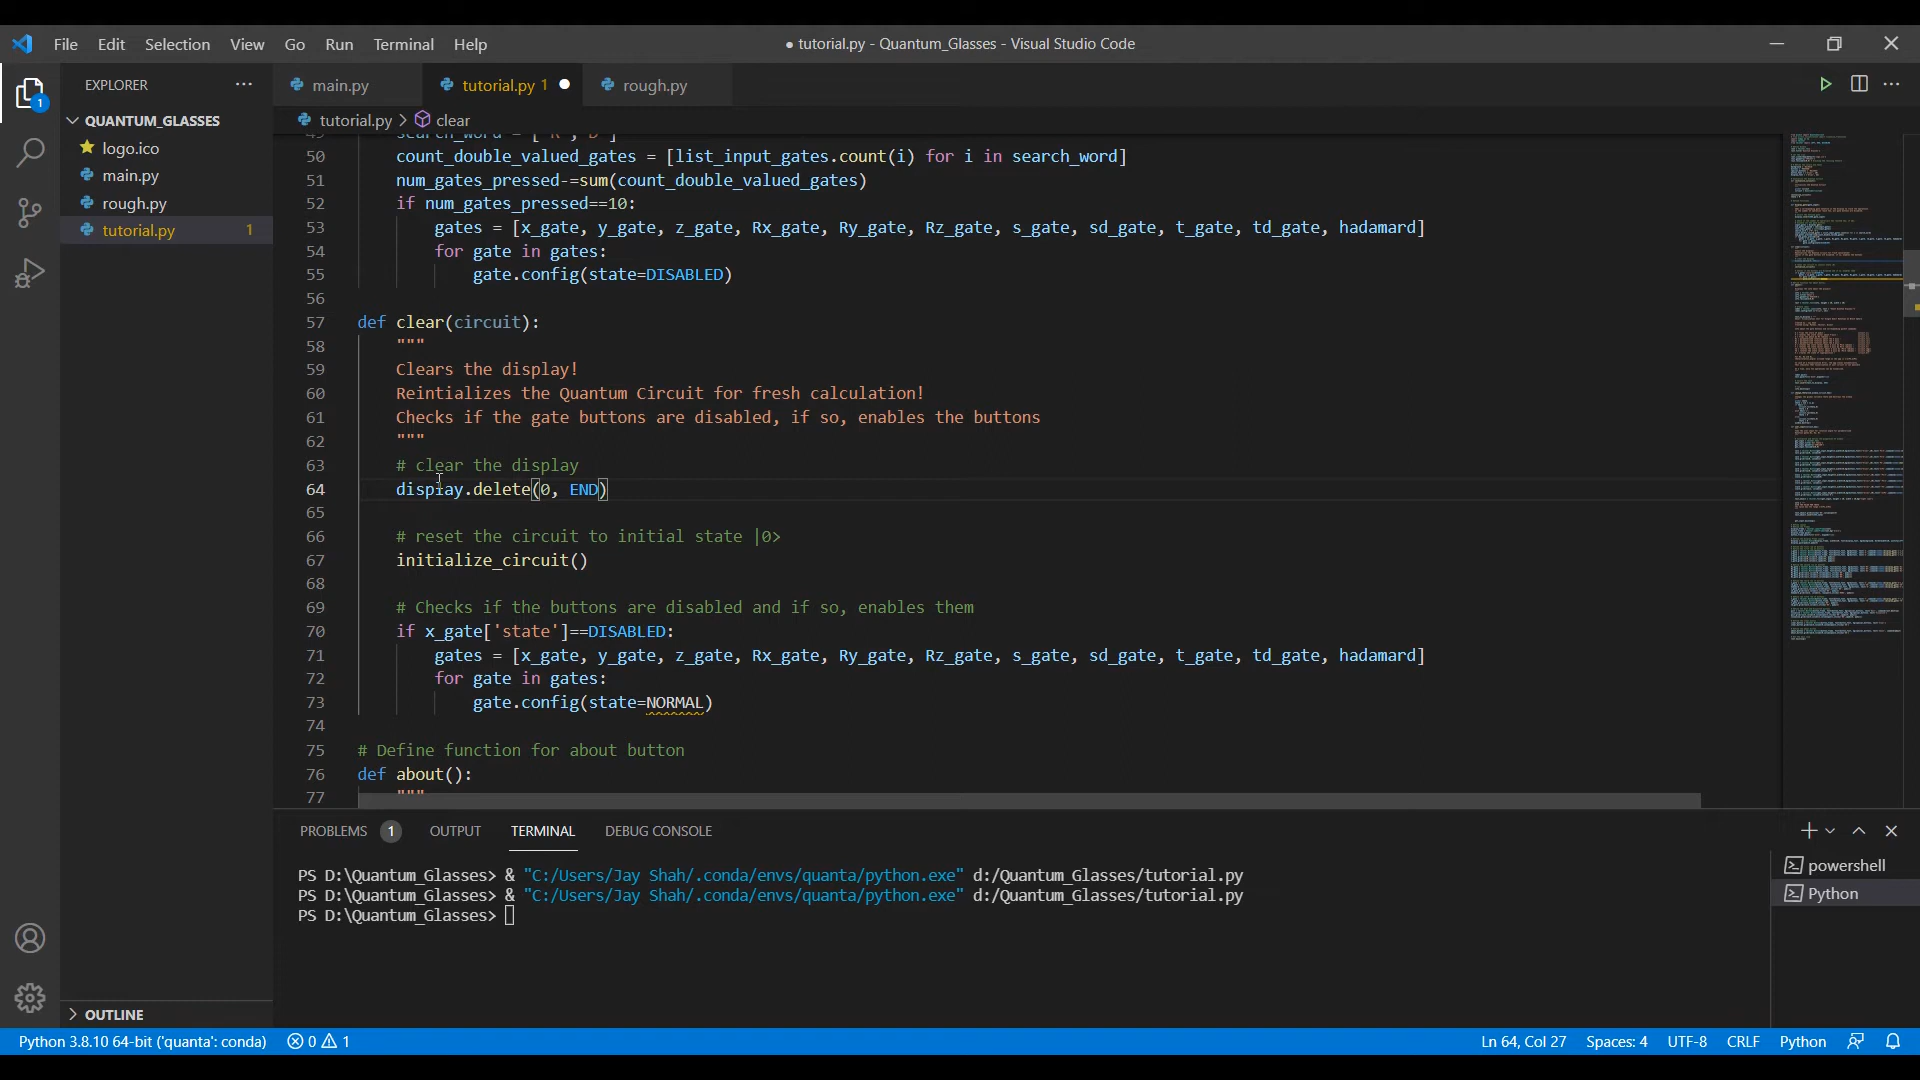 File Edit Selection View Go Run Terminal Help
● tutorial.py - Quantum_Glasses - Visual Studio Code
EXPLORER
QUANTUM_GLASSES
logo.ico
main.py
rough.py
tutorial.py 1
OUTLINE
main.py
tutorial.py 1
rough.py
tutorial.py > clear
50 count_double_valued_gates = [list_input_gates.count(i) for i in search_word]
51 num_gates_pressed-=sum(count_double_valued_gates)
52 if num_gates_pressed==10:
53 gates = [x_gate, y_gate, z_gate, Rx_gate, Ry_gate, Rz_gate, s_gate, sd_gate, t_gate, td_gate, hadamard]
54 for gate in gates:
55 gate.config(state=DISABLED)
56
57 def clear(circuit):
58 """
59 Clears the display!
60 Reintializes the Quantum Circuit for fresh calculation!
61 Checks if the gate buttons are disabled, if so, enables the buttons
62 """
63 # clear the display
64 display.delete(0, END)
65
66 # reset the circuit to initial state |0>
67 initialize_circuit()
68
69 # Checks if the buttons are disabled and if so, enables them
70 if x_gate['state']==DISABLED:
71 gates = [x_gate, y_gate, z_gate, Rx_gate, Ry_gate, Rz_gate, s_gate, sd_gate, t_gate, td_gate, hadamard]
72 for gate in gates:
73 gate.config(state=NORMAL)
74
75 # Define function for about button
76 def about():
77 """
PROBLEMS 1 OUTPUT TERMINAL DEBUG CONSOLE
PS D:\Quantum_Glasses> & "C:/Users/Jay Shah/.conda/envs/quanta/python.exe" d:/Quantum_Glasses/tutorial.py
PS D:\Quantum_Glasses> & "C:/Users/Jay Shah/.conda/envs/quanta/python.exe" d:/Quantum_Glasses/tutorial.py
PS D:\Quantum_Glasses>
powershell
Python
Python 3.8.10 64-bit ('quanta': conda) 0 1
Ln 64, Col 27 Spaces: 4 UTF-8 CRLF Python